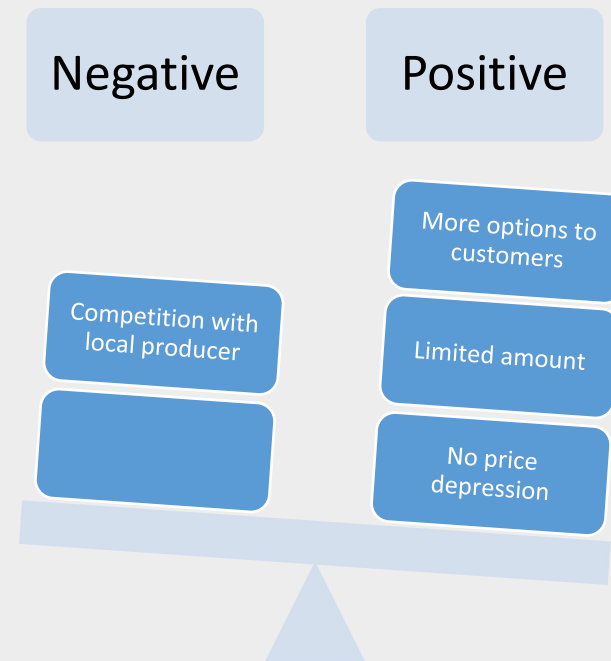 Negative
Positive
More options to
customers
Competition with
local producer
Limited amount
No price
depression